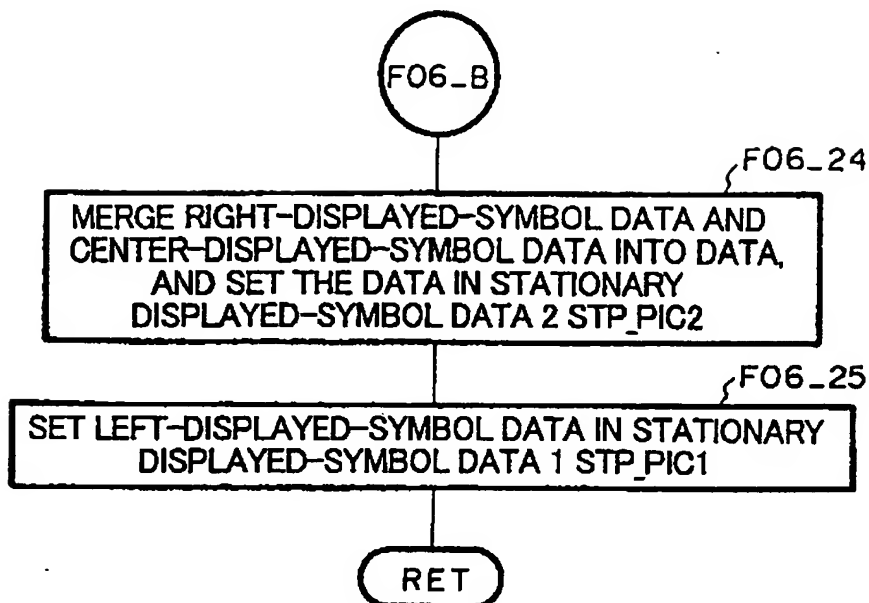 F06_B
F06_24
MERGE RIGHT-DISPLAYED-SYMBOL DATA AND
CENTER-DISPLAYED-SYMBOL DATA INTO DATA,
AND SET THE DATA IN STATIONARY
DISPLAYED-SYMBOL DATA 2 STP_PIC2
F06_25
SET LEFT-DISPLAYED-SYMBOL DATA IN STATIONARY
DISPLAYED-SYMBOL DATA 1 STP_PIC1
RET